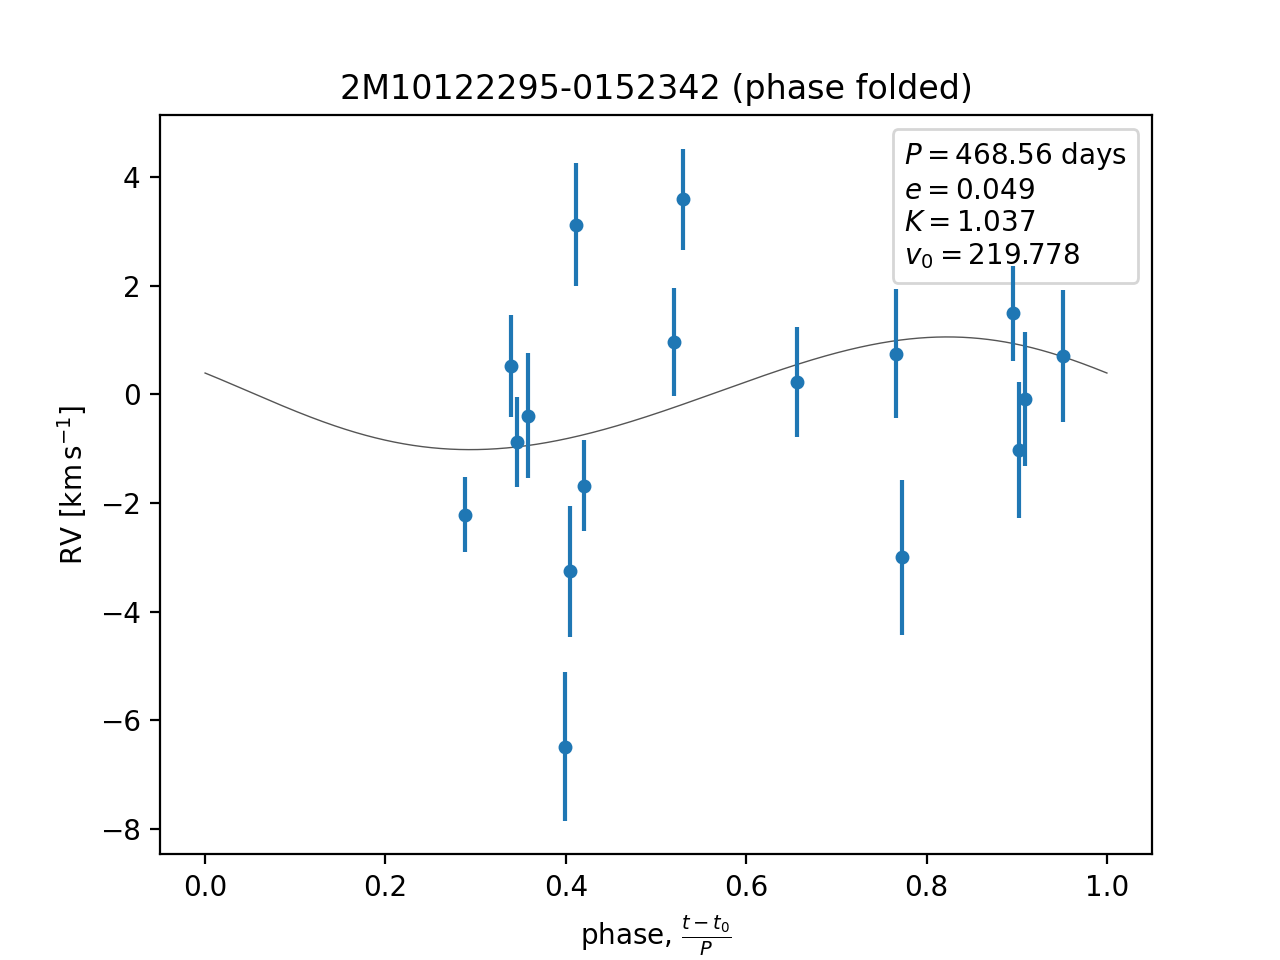 2M10122295-0152342 (phase folded)
P = 468.56 days
e = 0.049
K = 1.037
v₀ = 219.778
4
2
0
−2
−4
−6
−8
RV [km s⁻¹]
0.0 0.2 0.4 0.6 0.8 1.0
phase, (t − t₀)/P